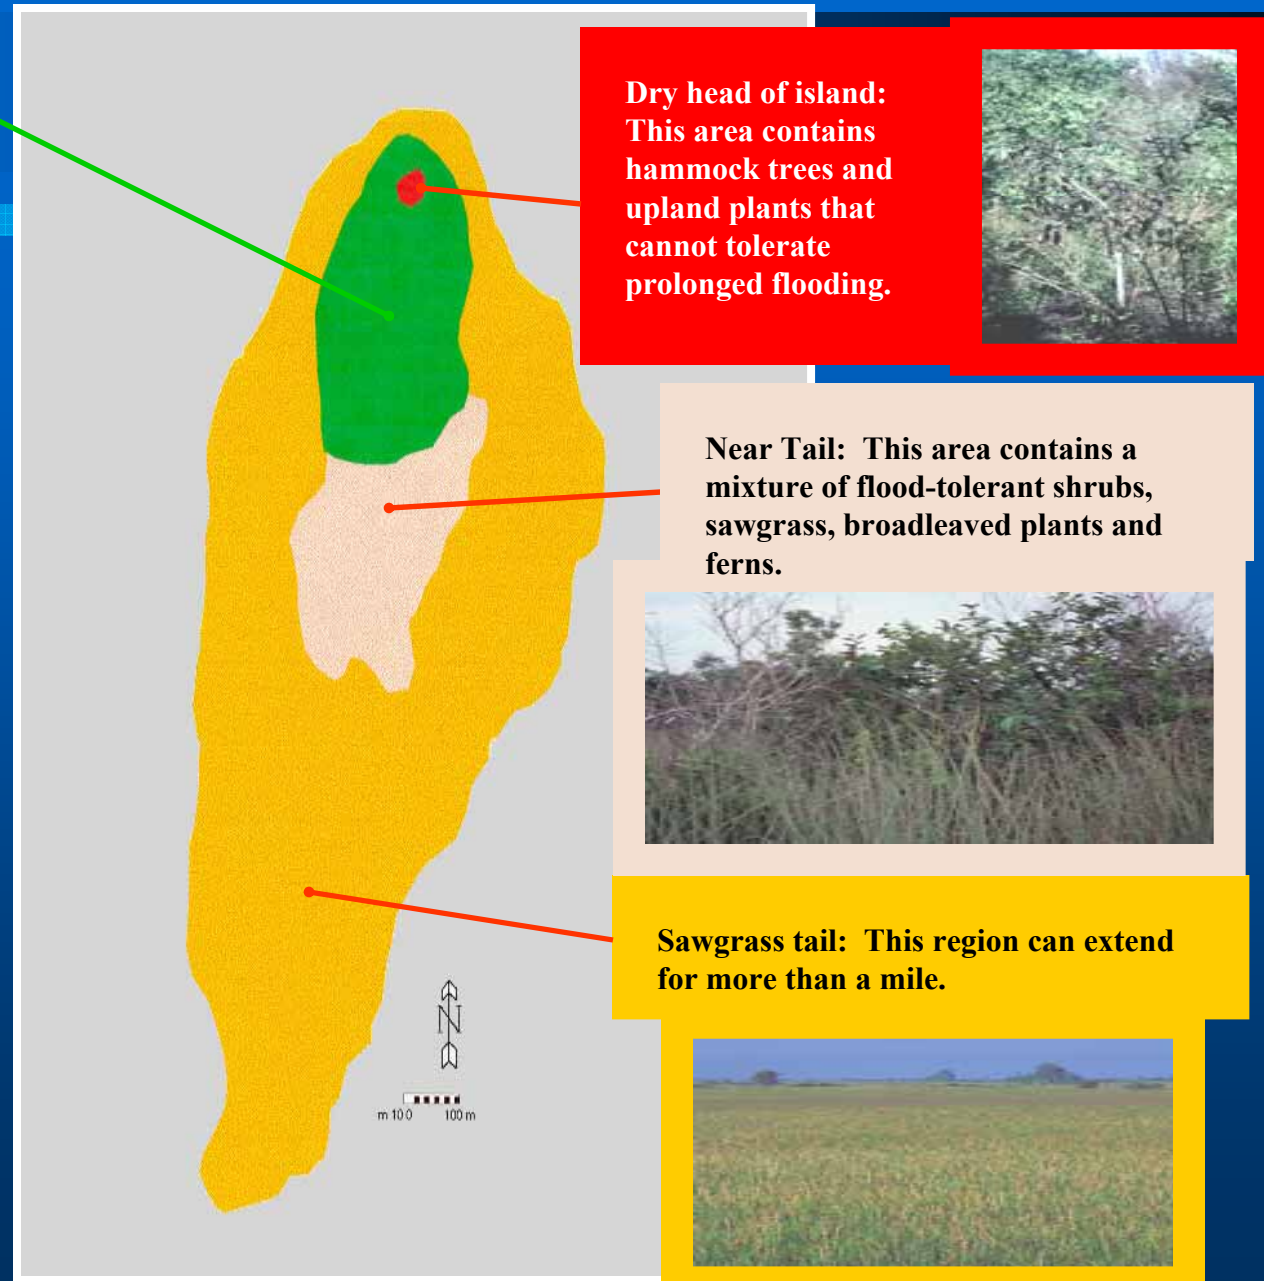 Dry head of island:
This area contains
hammock trees and
upland plants that
cannot tolerate
prolonged flooding.
Near Tail:  This area contains a
mixture of flood-tolerant shrubs,
sawgrass, broadleaved plants and
ferns.
Sawgrass tail:  This region can extend
for more than a mile.
N
m 10 0 100 m